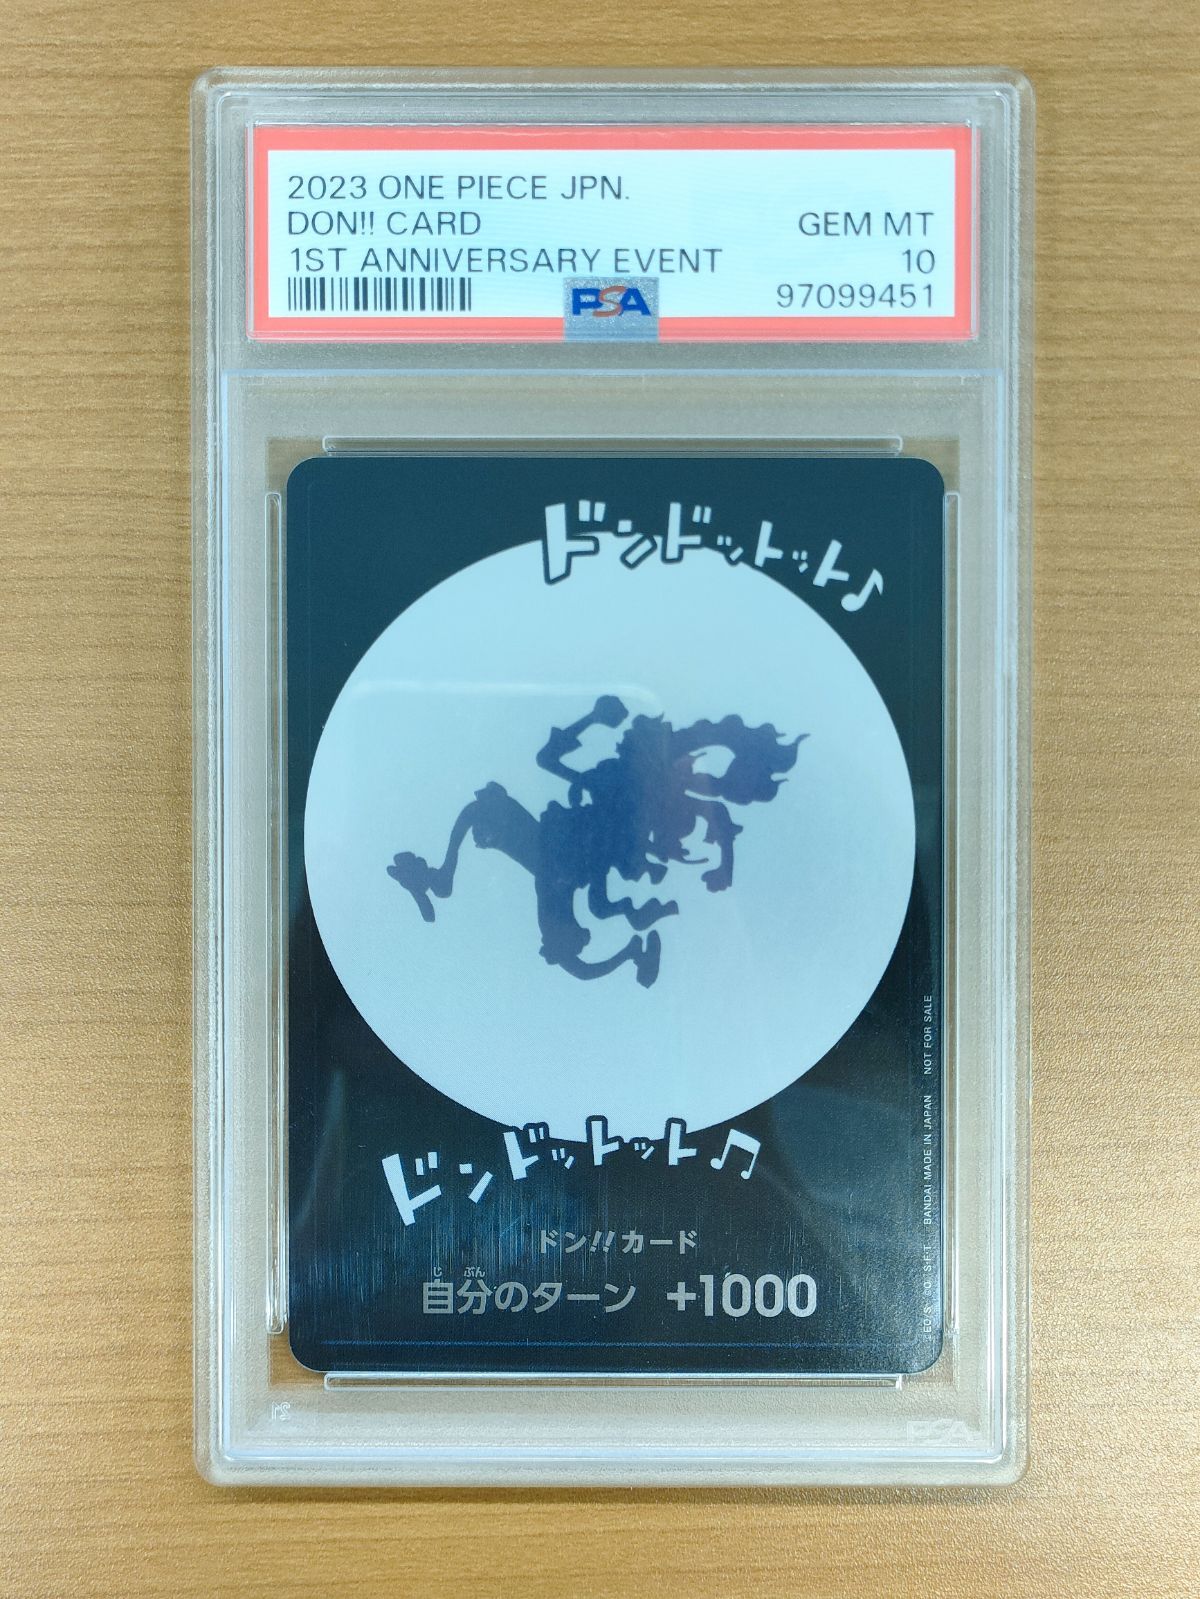 2023 ONE PIECE JPN.
DON!! CARD
GEM MT
1ST ANNIVERSARY EVENT
10
PSA
97099451
ドンドットット♪
ドンドットット♫
ドン!!カード
じ ぶん
自分のターン +1000
BANDAI MADE IN JAPAN NOT FOR SALE
PSA